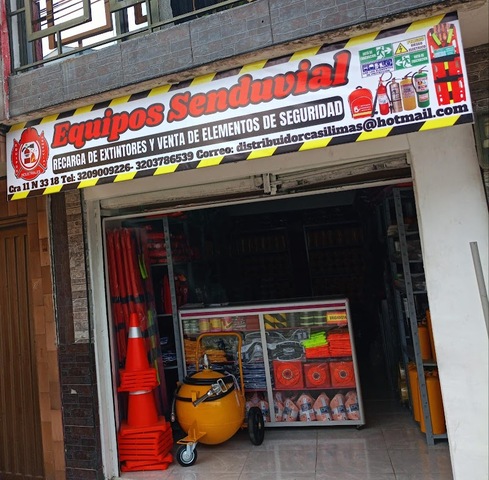 Equipos Senduvial
RECARGA DE EXTINTORES Y VENTA DE ELEMENTOS DE SEGURIDAD
Cra 11 N 33 18 Tel: 3209009226- 3203786539 Correo: distribuidorcasilimas@hotmail.com